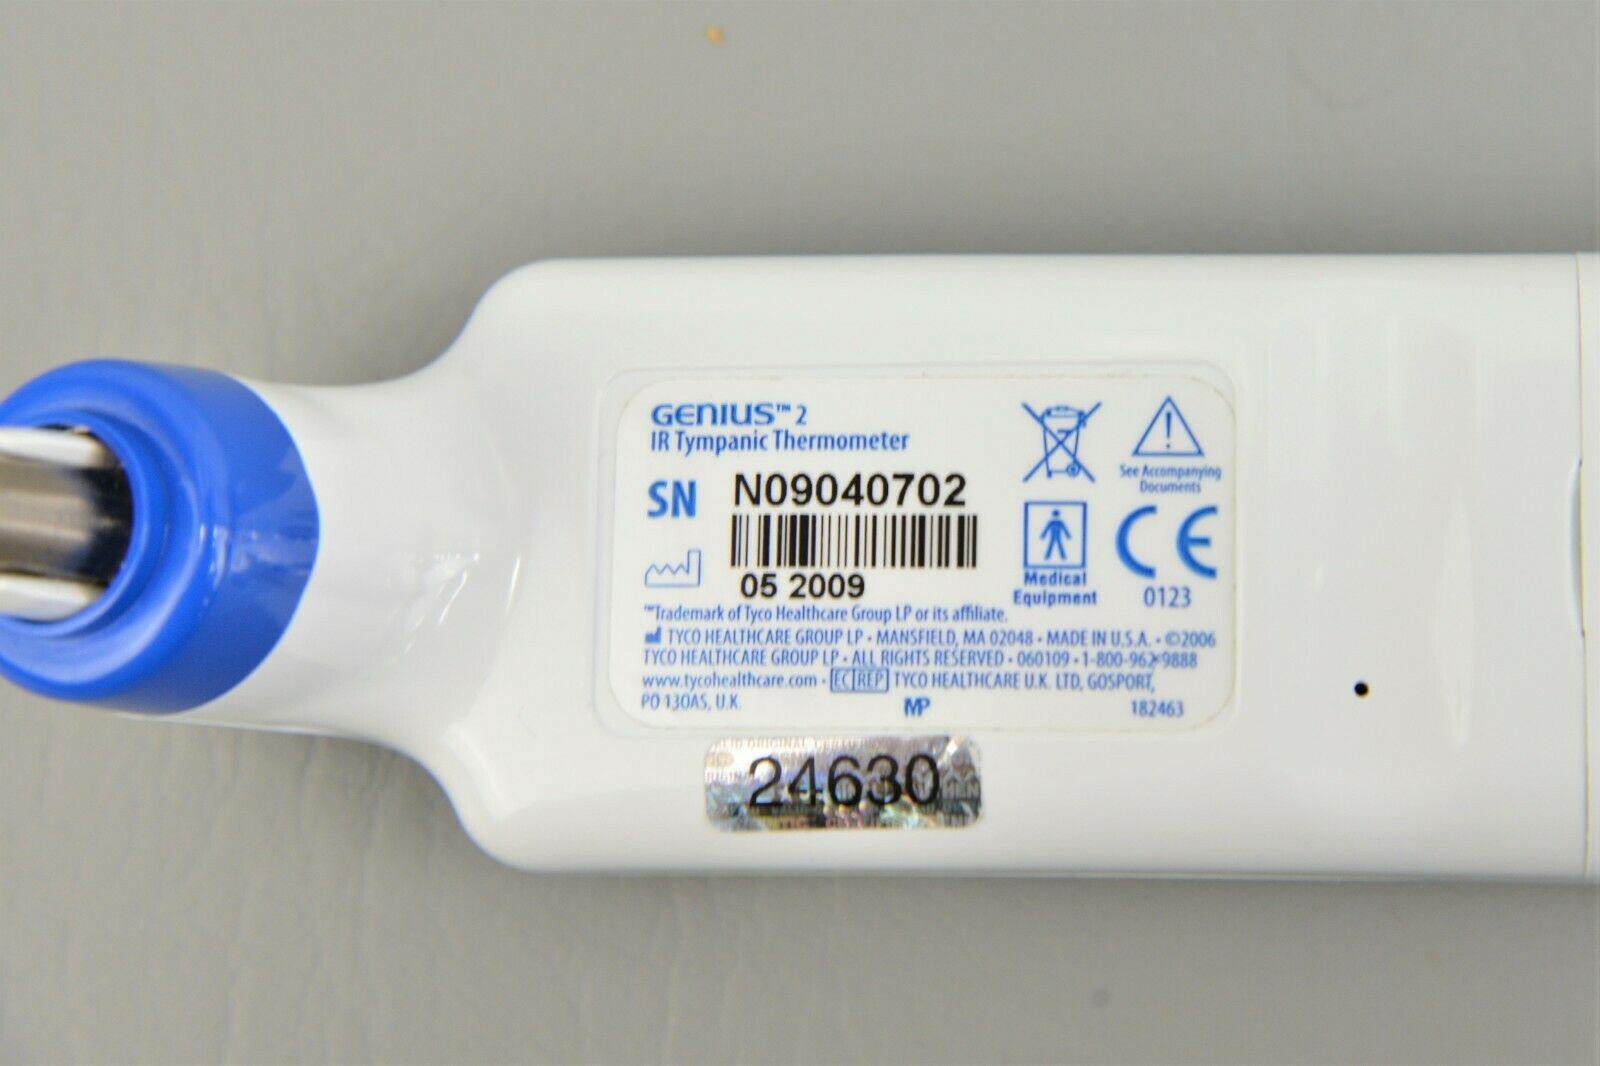 GENIUS™ 2
IR Tympanic Thermometer
SN N09040702
05 2009
See Accompanying
Documents
Medical
Equipment
CE
0123
™Trademark of Tyco Healthcare Group LP or its affiliate.
TYCO HEALTHCARE GROUP LP • MANSFIELD, MA 02048 • MADE IN U.S.A. • ©2006
TYCO HEALTHCARE GROUP LP • ALL RIGHTS RESERVED • 060109 • 1-800-962-9888
www.tycohealthcare.com • EC REP TYCO HEALTHCARE U.K. LTD, GOSPORT,
PO 130AS, U.K.
MP
182463
24630